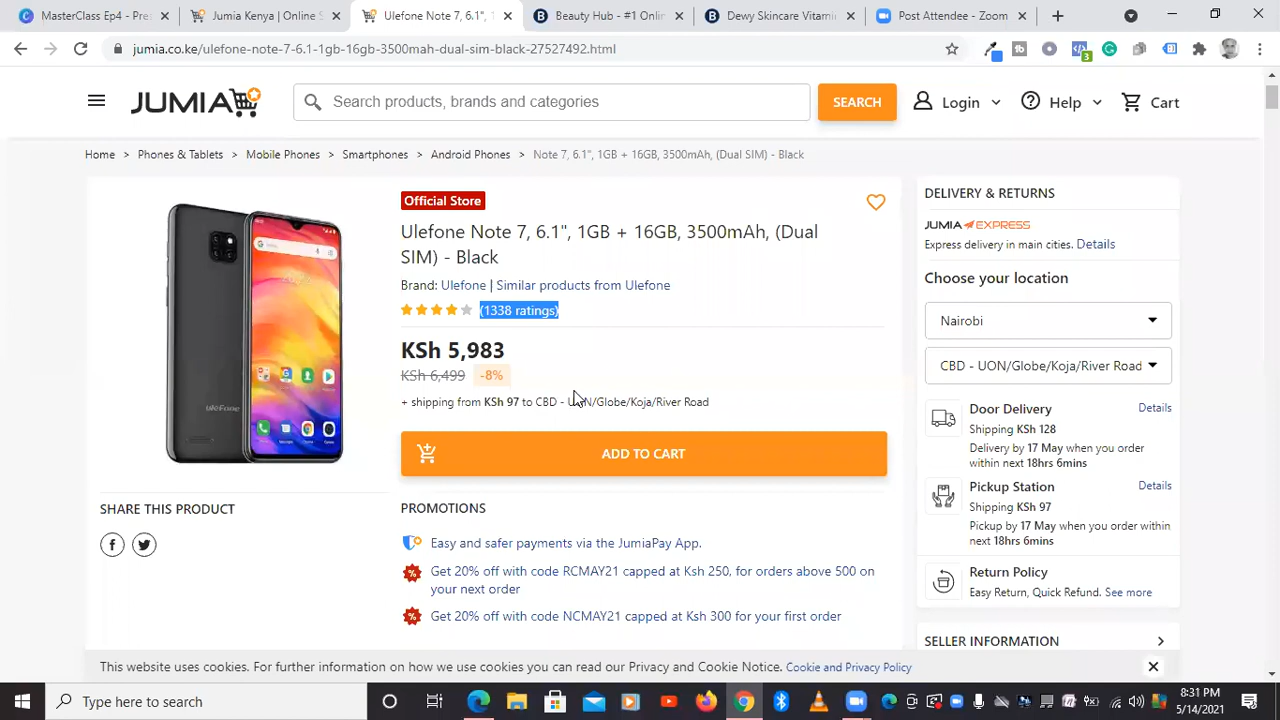 MasterClass Ep4 - Pre
Jumia Kenya | Online S
Ulefone Note 7, 6.1",
Beauty Hub - #1 Onlin
Dewy Skincare Vitamin
Post Attendee - Zoom
jumia.co.ke/ulefone-note-7-6.1-1gb-16gb-3500mah-dual-sim-black-27527492.html
3
JUMIA
Search products, brands and categories
SEARCH
Login
Help
Cart
Home > Phones & Tablets > Mobile Phones > Smartphones > Android Phones > Note 7, 6.1", 1GB + 16GB, 3500mAh, (Dual SIM) - Black
Official Store
Ulefone Note 7, 6.1", 1GB + 16GB, 3500mAh, (Dual
SIM) - Black
Brand: Ulefone | Similar products from Ulefone
(1338 ratings)
KSh 5,983
KSh 6,499 -8%
+ shipping from KSh 97 to CBD - UON/Globe/Koja/River Road
ADD TO CART
SHARE THIS PRODUCT
PROMOTIONS
Easy and safer payments via the JumiaPay App.
Get 20% off with code RCMAY21 capped at Ksh 250, for orders above 500 on
your next order
Get 20% off with code NCMAY21 capped at Ksh 300 for your first order
DELIVERY & RETURNS
JUMIA EXPRESS
Express delivery in main cities. Details
Choose your location
Nairobi
CBD - UON/Globe/Koja/River Road
Door Delivery Details
Shipping KSh 128
Delivery by 17 May when you order
within next 18hrs 6mins
Pickup Station Details
Shipping KSh 97
Pickup by 17 May when you order within
next 18hrs 6mins
Return Policy
Easy Return, Quick Refund. See more
SELLER INFORMATION
This website uses cookies. For further information on how we use cookies you can read our Privacy and Cookie Notice. Cookie and Privacy Policy
Type here to search
8:31 PM
5/14/2021